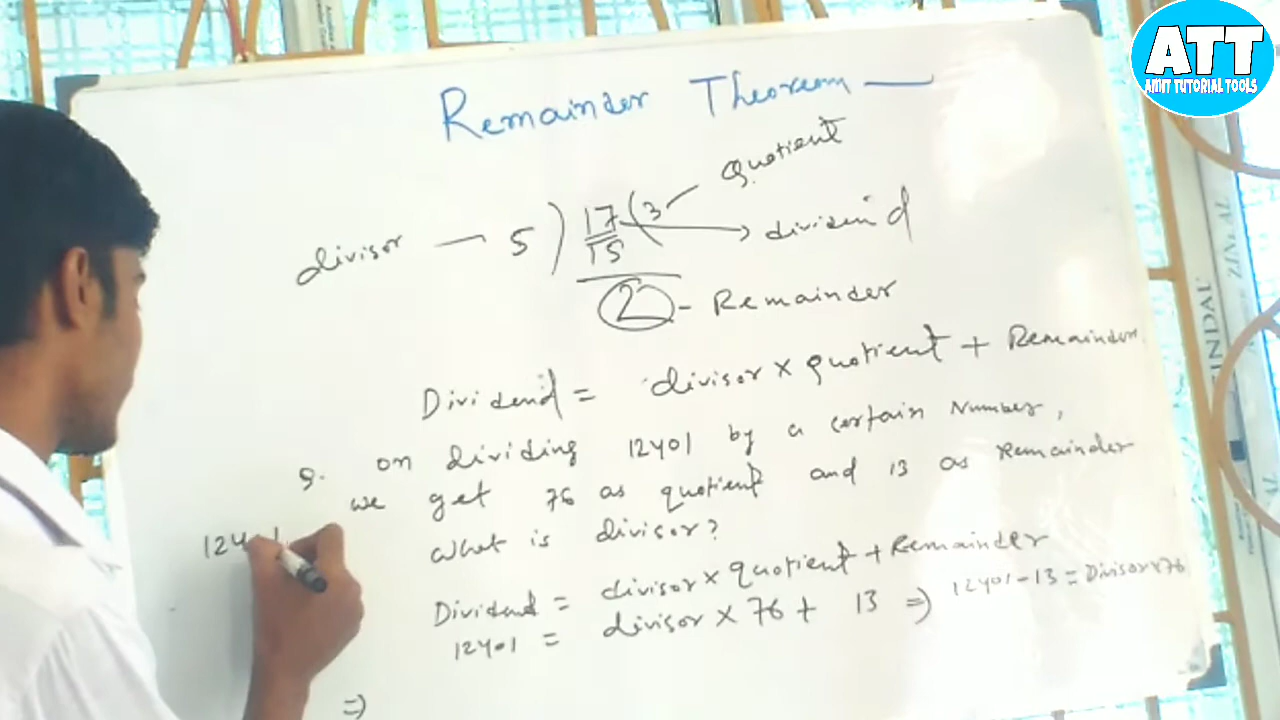 ATT
AMIT TUTORIAL TOOLS
Remainder Theorem —
Quotient
divisor — 5 ) 17 ( 3
dividend
15
2 - Remainder
Dividend = divisor × quotient + Remainder
Q. on dividing 12401 by a certain Number,
we get 76 as quotient and 13 as remainder
what is divisor?
Dividend = divisor × quotient + Remainder
12401 = divisor × 76 + 13 ⇒ 12401 - 13 = Divisor × 76
⇒